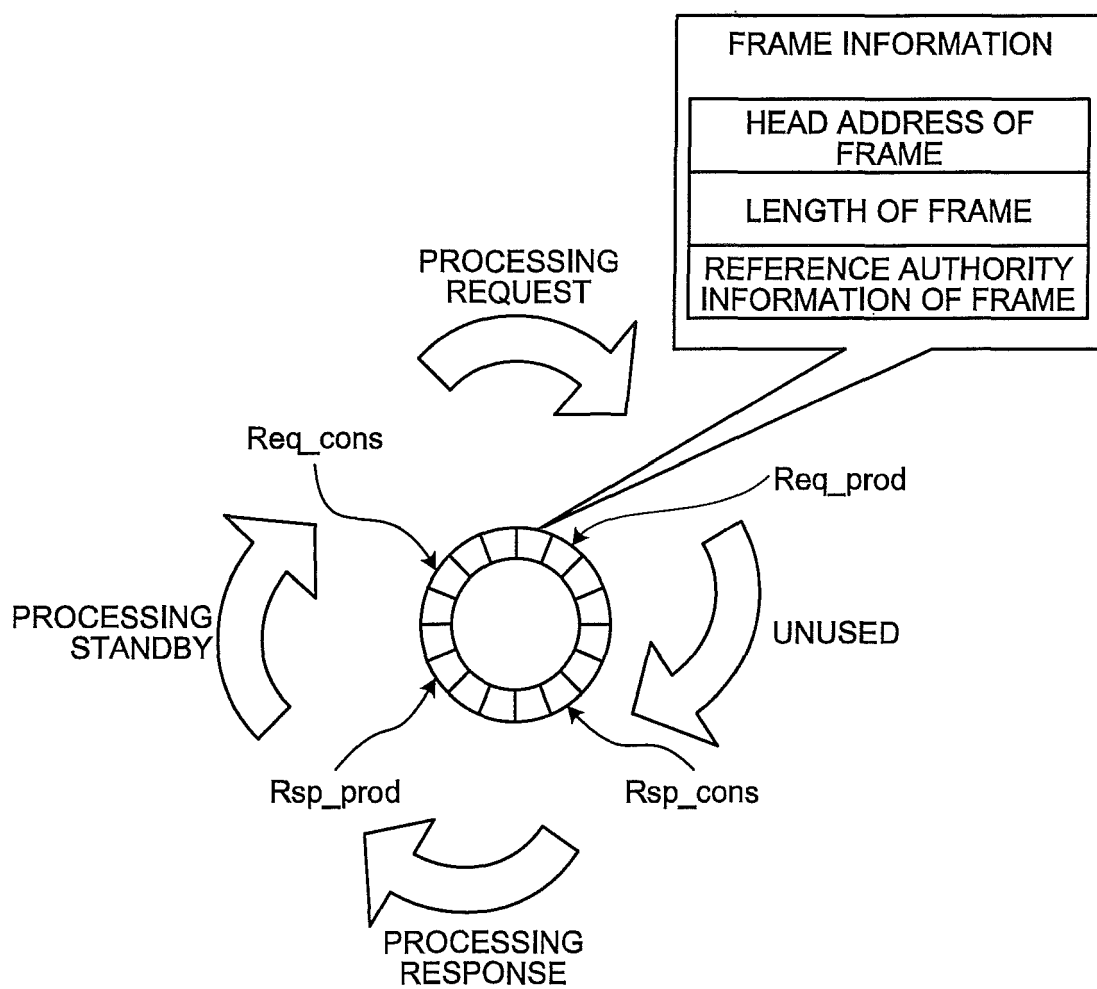 FRAME INFORMATION
HEAD ADDRESS OF
FRAME
LENGTH OF FRAME
REFERENCE AUTHORITY
INFORMATION OF FRAME
PROCESSING
REQUEST
Req_cons
Req_prod
PROCESSING
STANDBY
UNUSED
Rsp_prod
Rsp_cons
PROCESSING
RESPONSE